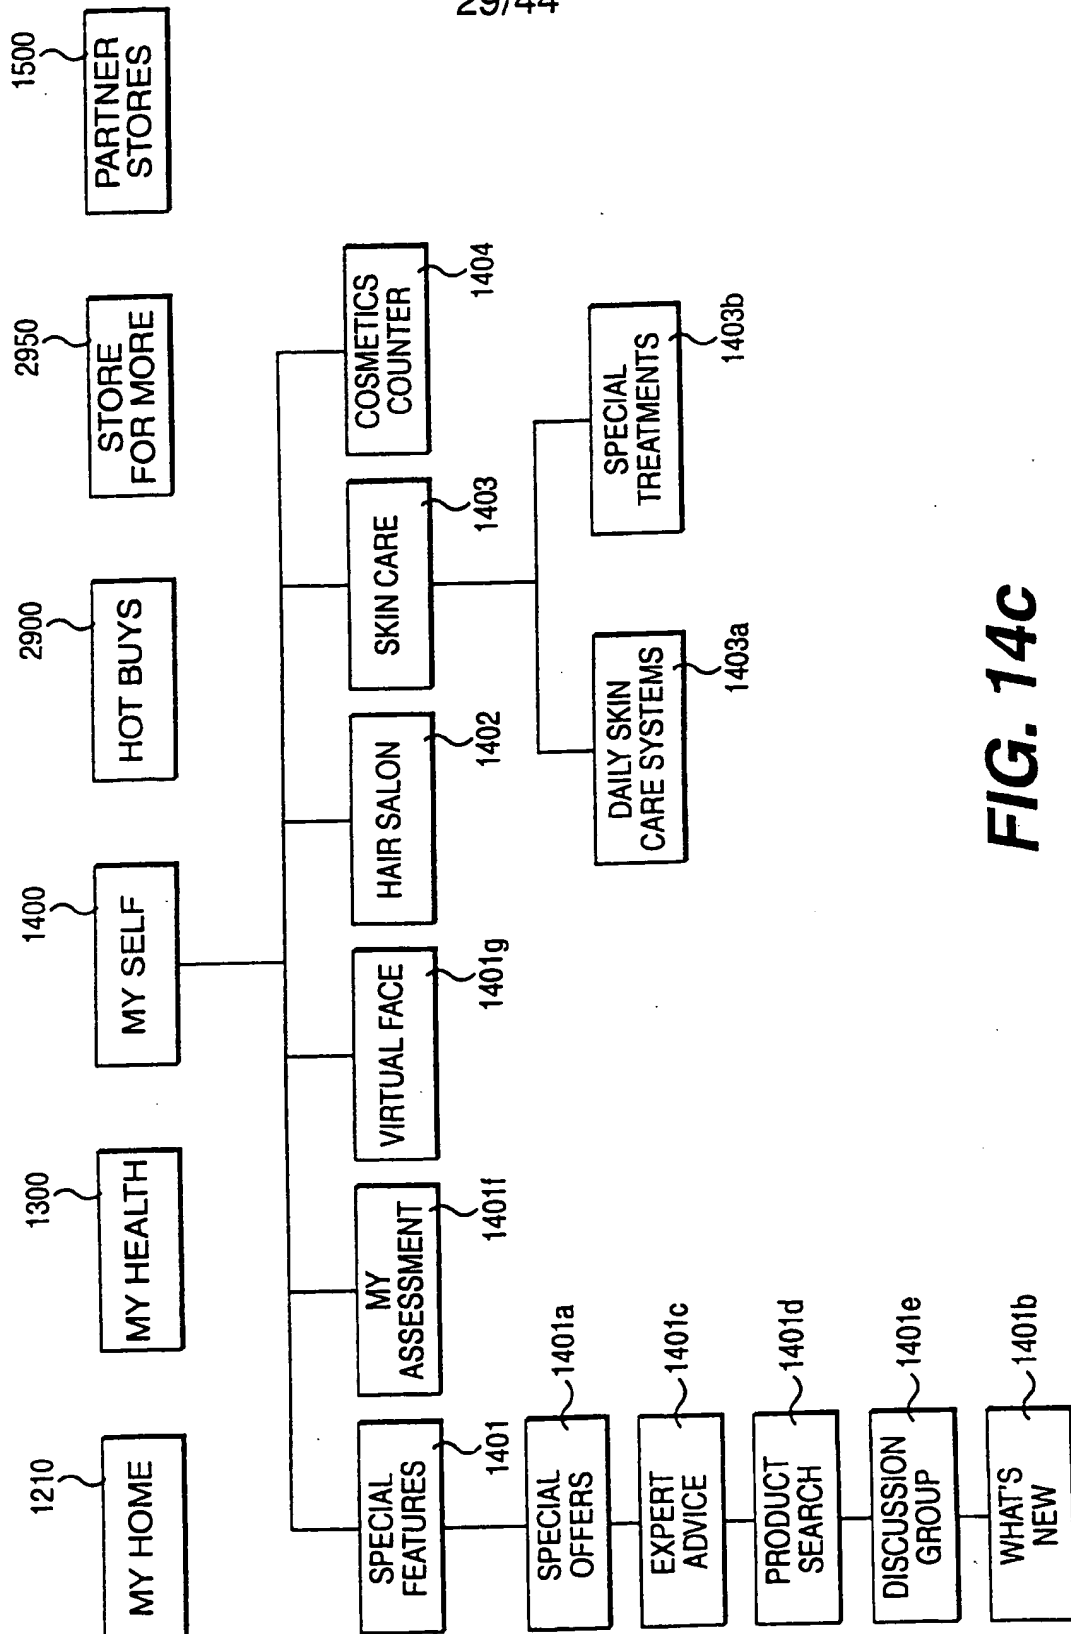 29/44
1210
MY HOME
1300
MY HEALTH
1400
MY SELF
2900
HOT BUYS
2950
STORE
FOR MORE
1500
PARTNER
STORES
SPECIAL
FEATURES
1401
MY
ASSESSMENT
1401f
VIRTUAL FACE
1401g
HAIR SALON
1402
SKIN CARE
1403
COSMETICS
COUNTER
1404
SPECIAL
OFFERS
1401a
EXPERT
ADVICE
1401c
PRODUCT
SEARCH
1401d
DISCUSSION
GROUP
1401e
WHAT'S
NEW
1401b
DAILY SKIN
CARE SYSTEMS
1403a
SPECIAL
TREATMENTS
1403b
FIG. 14c